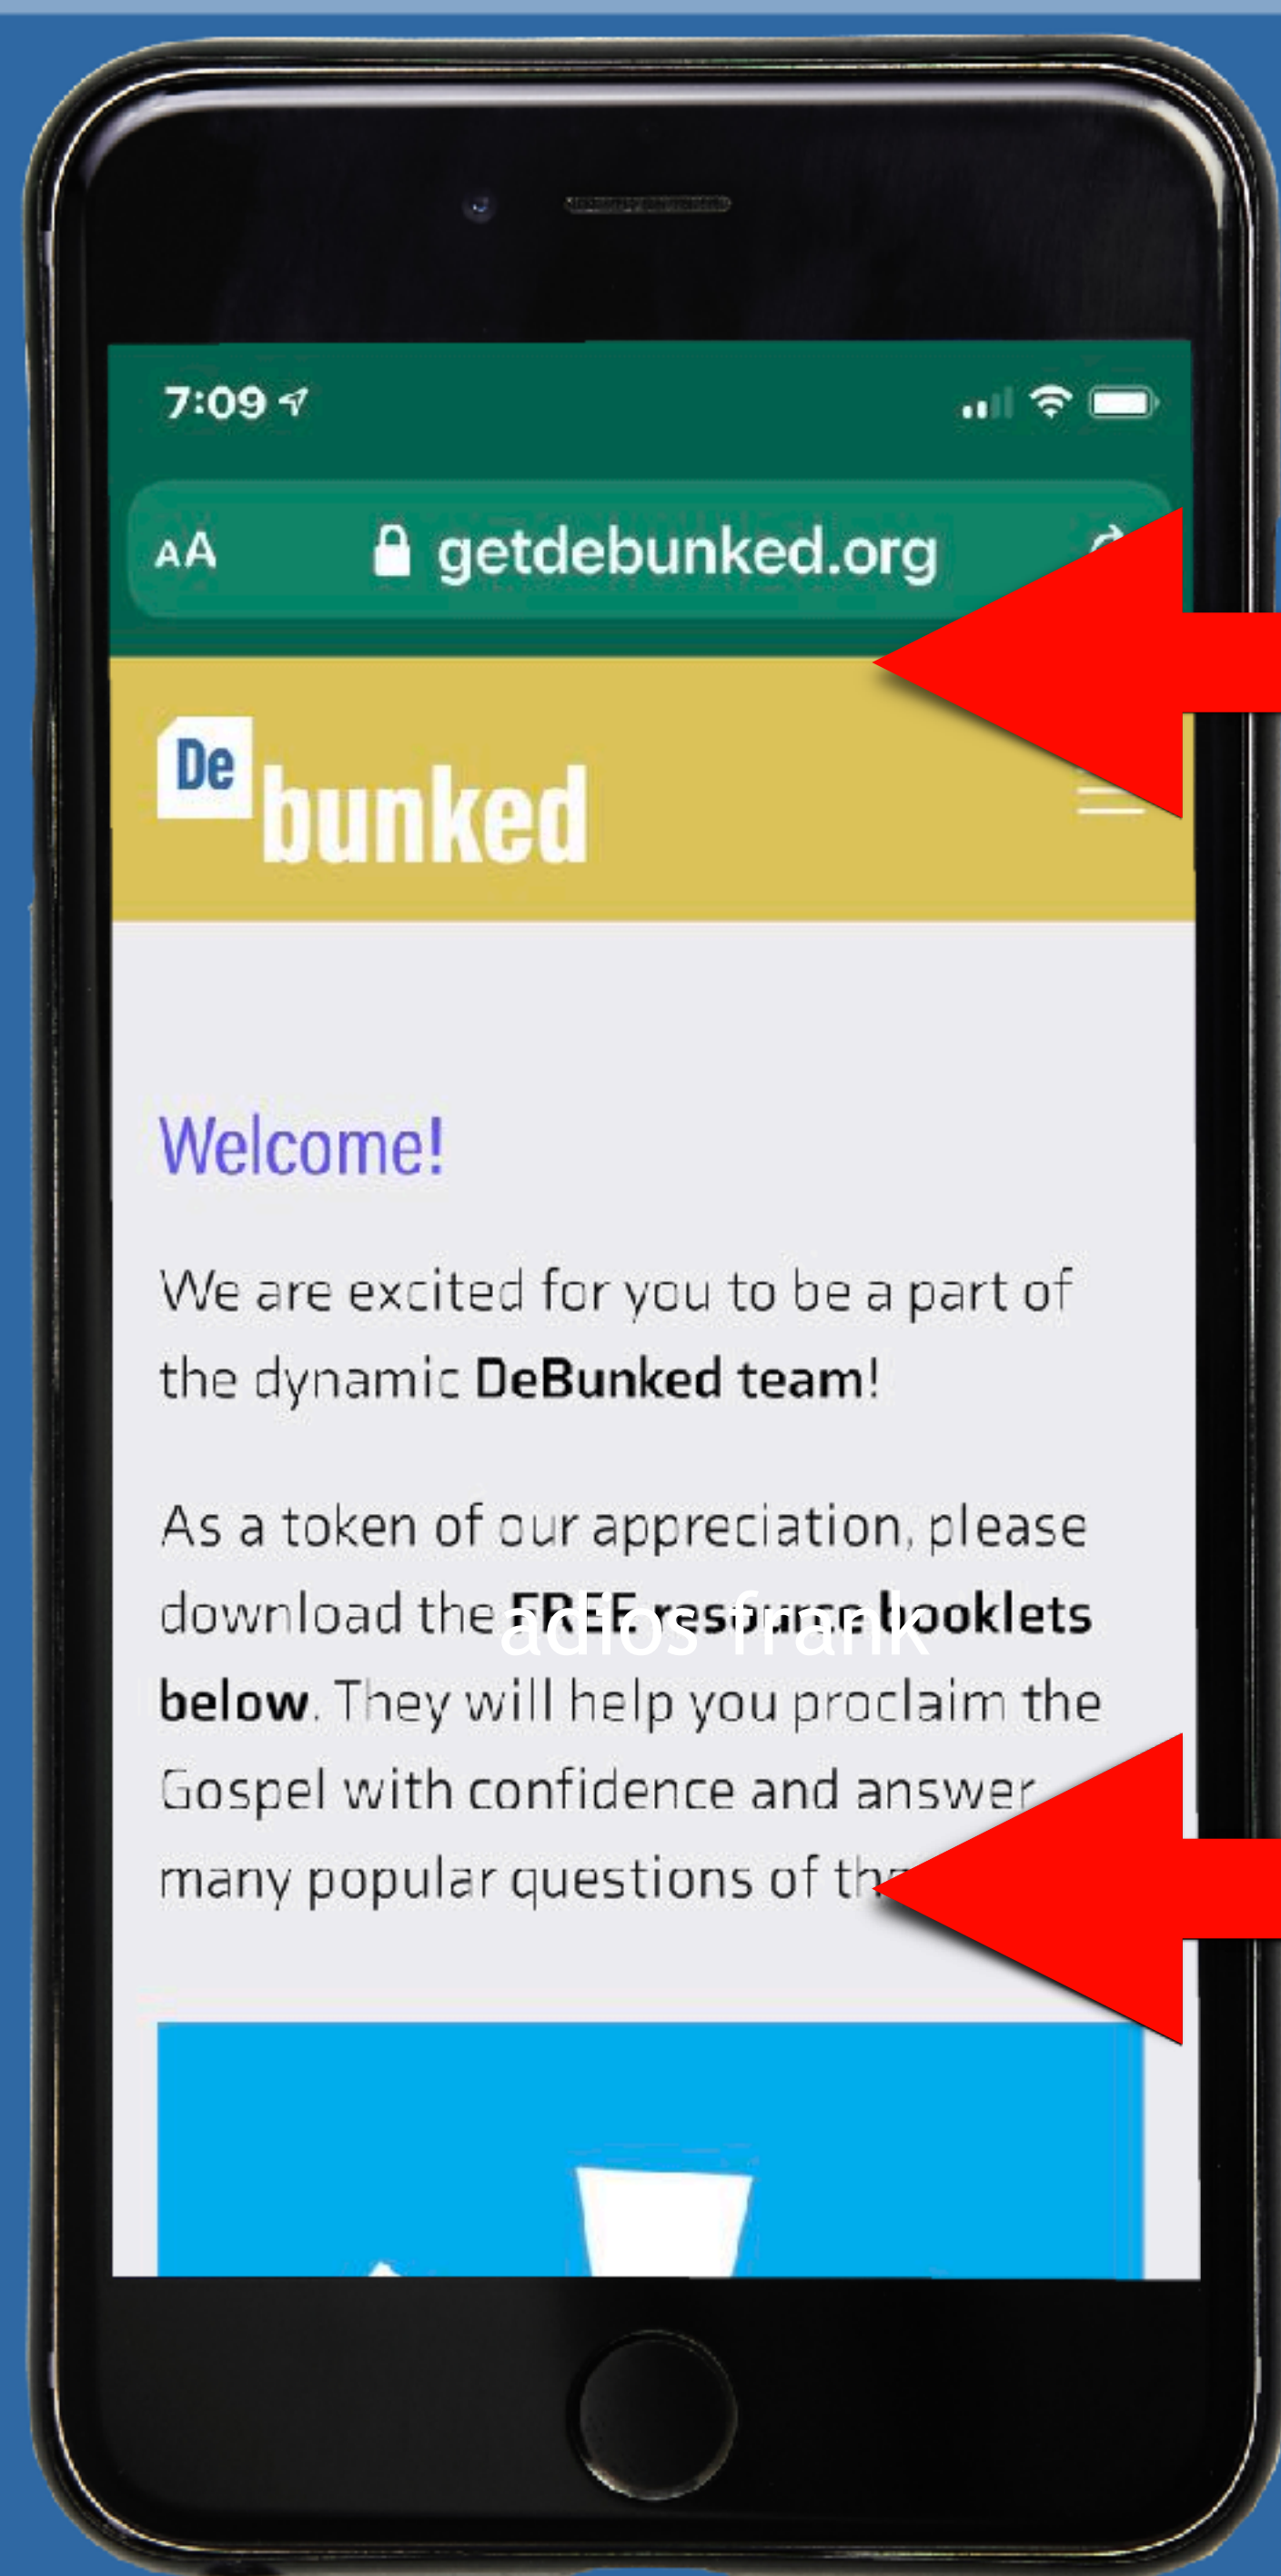 7:09
AA getdebunked.org
De
bunked
Welcome!
We are excited for you to be a part of
the dynamic DeBunked team!
As a token of our appreciation, please
download the FREE resource booklets
adios frank
below. They will help you proclaim the
Gospel with confidence and answer
many popular questions of